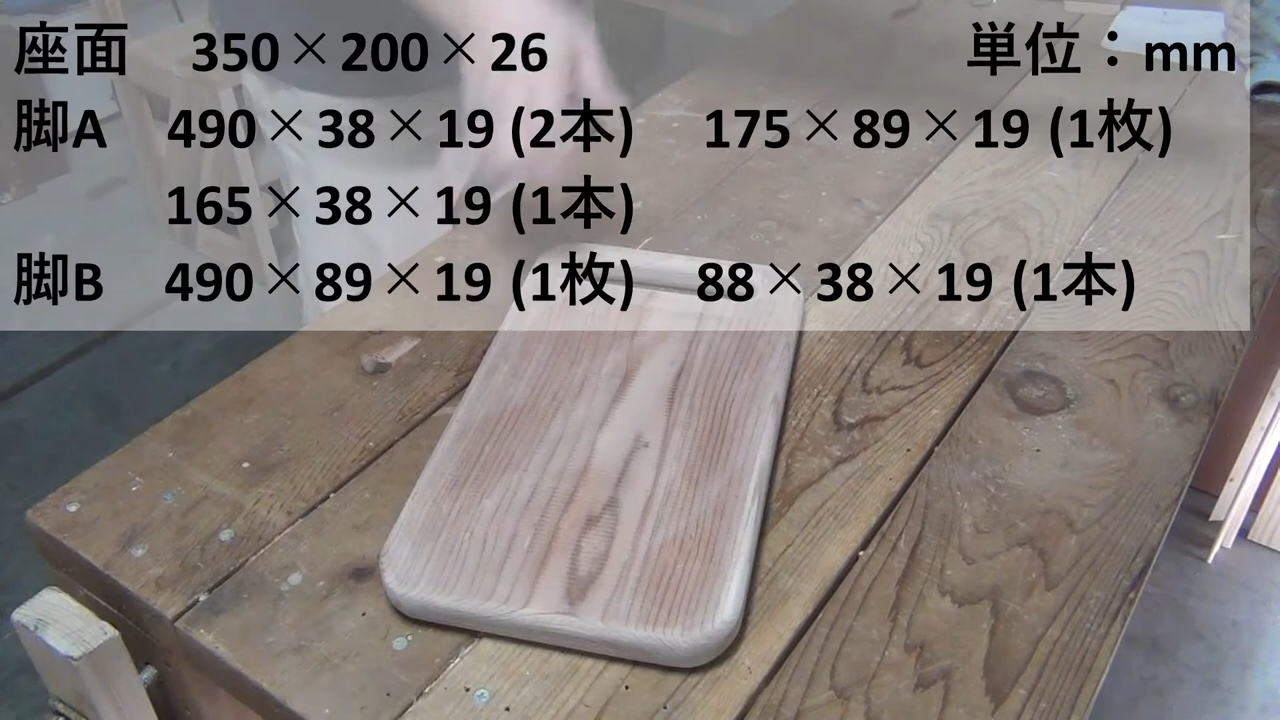 座面 350×200×26 単位：mm
脚A 490×38×19 (2本) 175×89×19 (1枚)
165×38×19 (1本)
脚B 490×89×19 (1枚) 88×38×19 (1本)